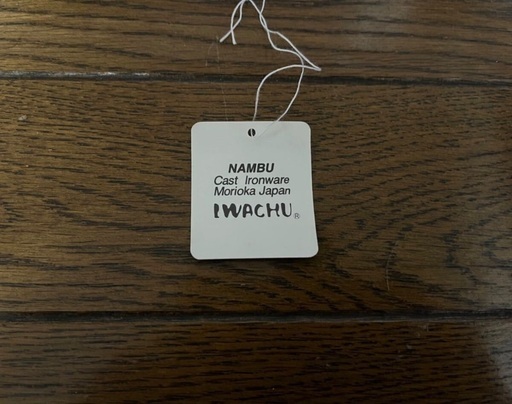 NAMBU
Cast Ironware
Morioka Japan
IWACHU®